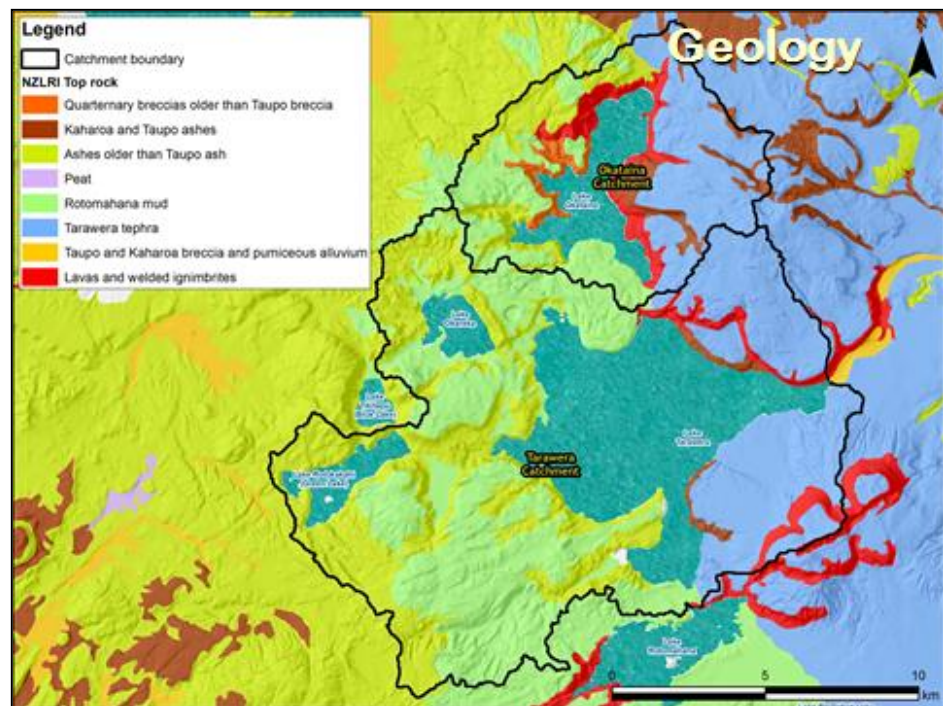 Legend
Geology
Catchment boundary
NZLRI Top rock
Quarternary breccias older than Taupo breccia
Kaharoa and Taupo ashes
Ashes older than Taupo ash
Peat
Rotomahana mud
Tarawera tephra
Taupo and Kaharoa breccia and pumiceous alluvium
Lavas and welded ignimbrites
Okataina
Catchment
Lake
Okataina
Lake
Okareka
Lake
Lake
Tarawera
Tarawera
Catchment
Lake
Rotomahana
0
5
10
km